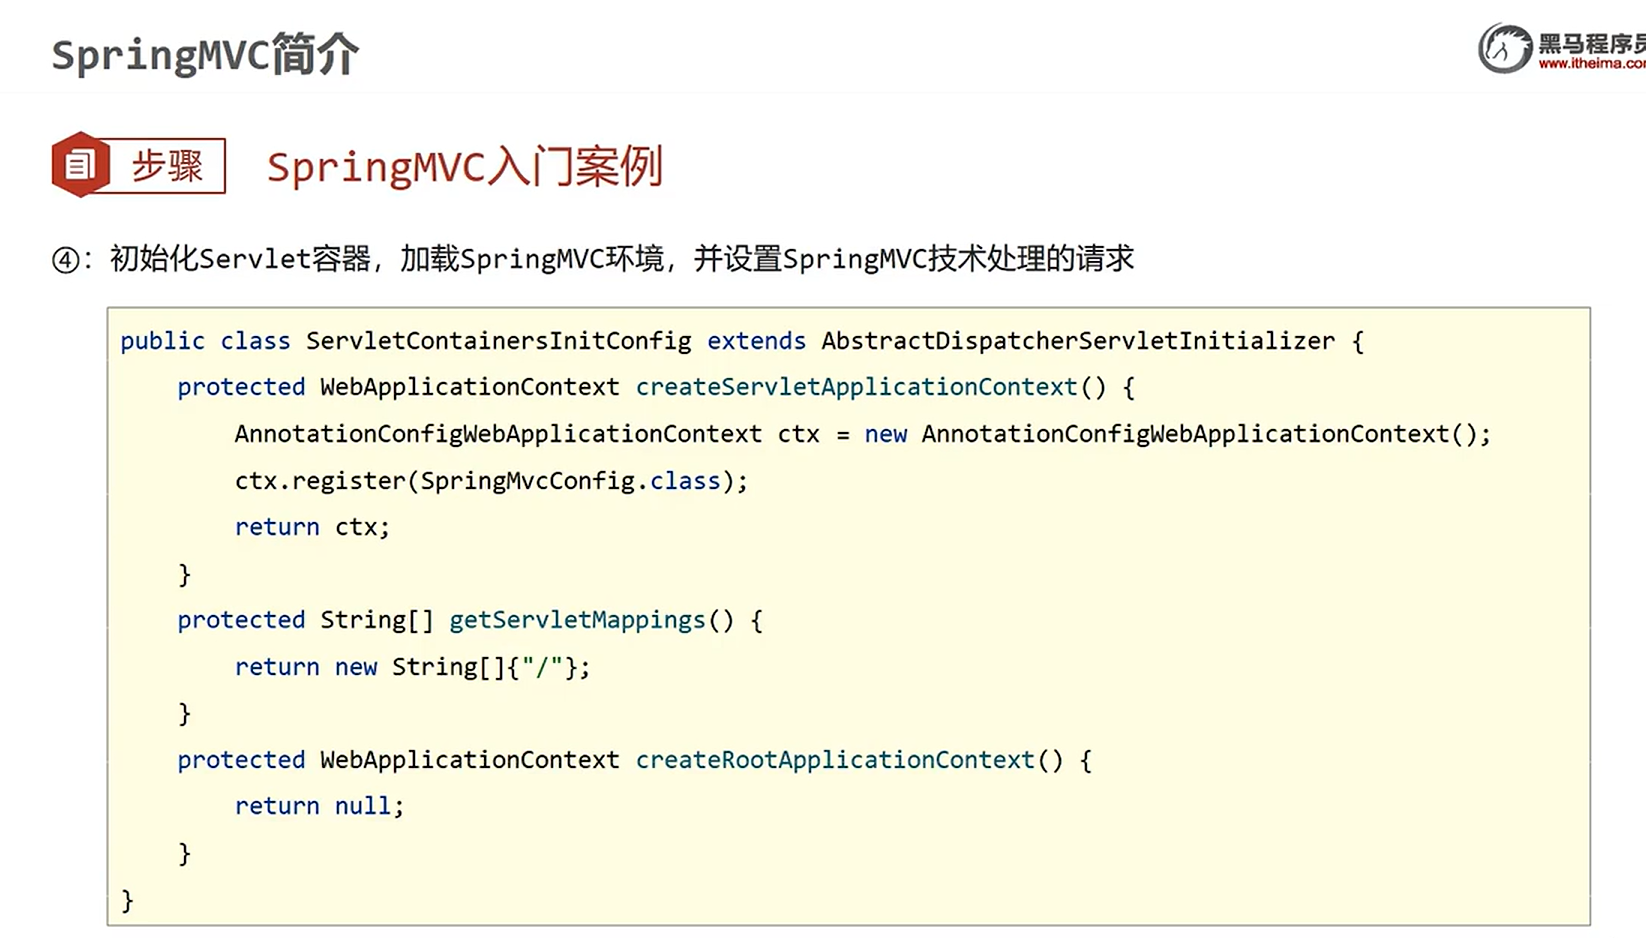 SpringMVC简介
黑马程序员
www.itheima.com
步骤
SpringMVC入门案例
④：初始化Servlet容器，加载SpringMVC环境，并设置SpringMVC技术处理的请求
public class ServletContainersInitConfig extends AbstractDispatcherServletInitializer {
    protected WebApplicationContext createServletApplicationContext() {
        AnnotationConfigWebApplicationContext ctx = new AnnotationConfigWebApplicationContext();
        ctx.register(SpringMvcConfig.class);
        return ctx;
    }
    protected String[] getServletMappings() {
        return new String[]{"/"};
    }
    protected WebApplicationContext createRootApplicationContext() {
        return null;
    }
}